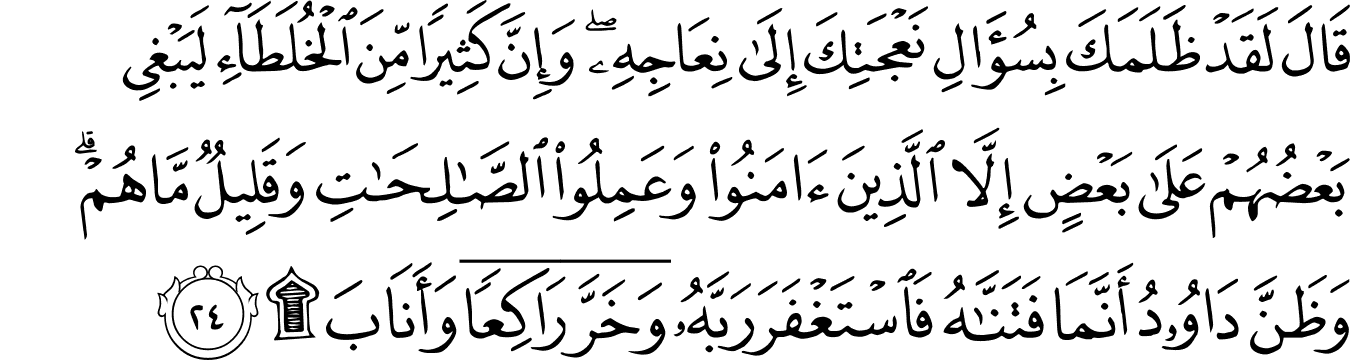 قَالَ لَقَدْ ظَلَمَكَ بِسُؤَالِ نَعْجَتِكَ إِلَىٰ نِعَاجِهِۦ ۖ وَإِنَّ كَثِيرًا مِّنَ ٱلْخُلَطَآءِ لَيَبْغِى
بَعْضُهُمْ عَلَىٰ بَعْضٍ إِلَّا ٱلَّذِينَ ءَامَنُوا۟ وَعَمِلُوا۟ ٱلصَّـٰلِحَـٰتِ وَقَلِيلٌ مَّا هُمْ ۗ
وَظَنَّ دَاوُۥدُ أَنَّمَا فَتَنَّـٰهُ فَٱسْتَغْفَرَ رَبَّهُۥ وَخَرَّ رَاكِعًا وَأَنَابَ ۩ ٢٤